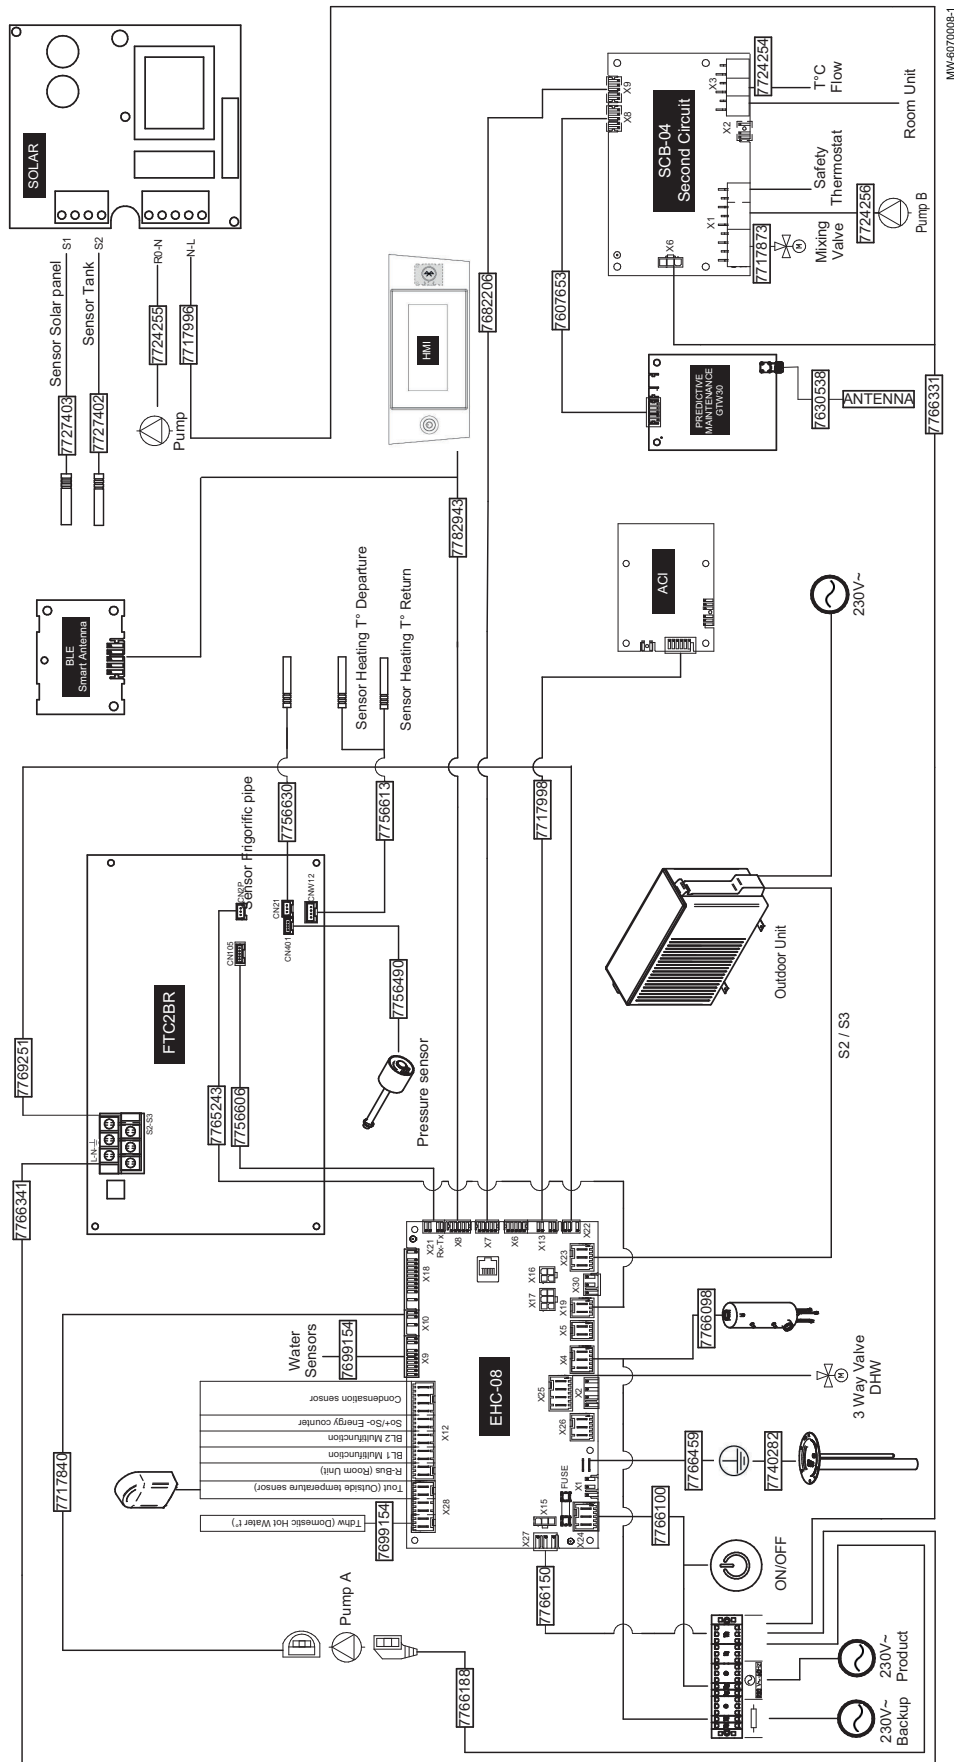 MW-6070008-1
SOLAR
S1
S2
R0-N
N-L
Sensor Solar panel
7727403
Sensor Tank
7727402
7724255
Pump
7717996
BLE
Smart Antenna
HMI
7782943
7682206
7607653
X9
X8
SCB-04
Second Circuit
X3
X2
X1
X6
7724254
T°C
Flow
Room Unit
Safety
Thermostat
7724256
Pump B
7717873
Mixing
Valve
M
PREDICTIVE
MAINTENANCE
GTW30
7630538
ANTENNA
7766331
ACI
230V~
Sensor Heating T° Departure
Sensor Heating T° Return
7756630
7756613
7717998
Sensor Frigorific pipe
CN2P
CN105
CN21
CN401
CNW12
FTC2BR
7769251
7766341
L-N
S2-S3
7765243
7756606
7756490
Pressure sensor
Outdoor Unit
S2 / S3
EHC-08
X21
Rx-Tx
X8
X7
X6
X13
X22
X18
X10
X9
X12
X28
X16
X17
X23
X30
X19
X5
X4
X25
X2
X26
FUSE
X1
X15
X27
X24
Water
Sensors
7699154
Condensation sensor
So+/So- Energy counter
BL2 Multifunction
BL1 Multifunction
R-Bus (Room Unit)
Tout (Outside temperature sensor)
Tdhw (Domestic Hot Water t°)
7699154
7717840
Pump A
7766188
7766150
7766100
7766459
7740282
7766098
M
3 Way Valve
DHW
ON/OFF
230V~
Product
230V~
Backup